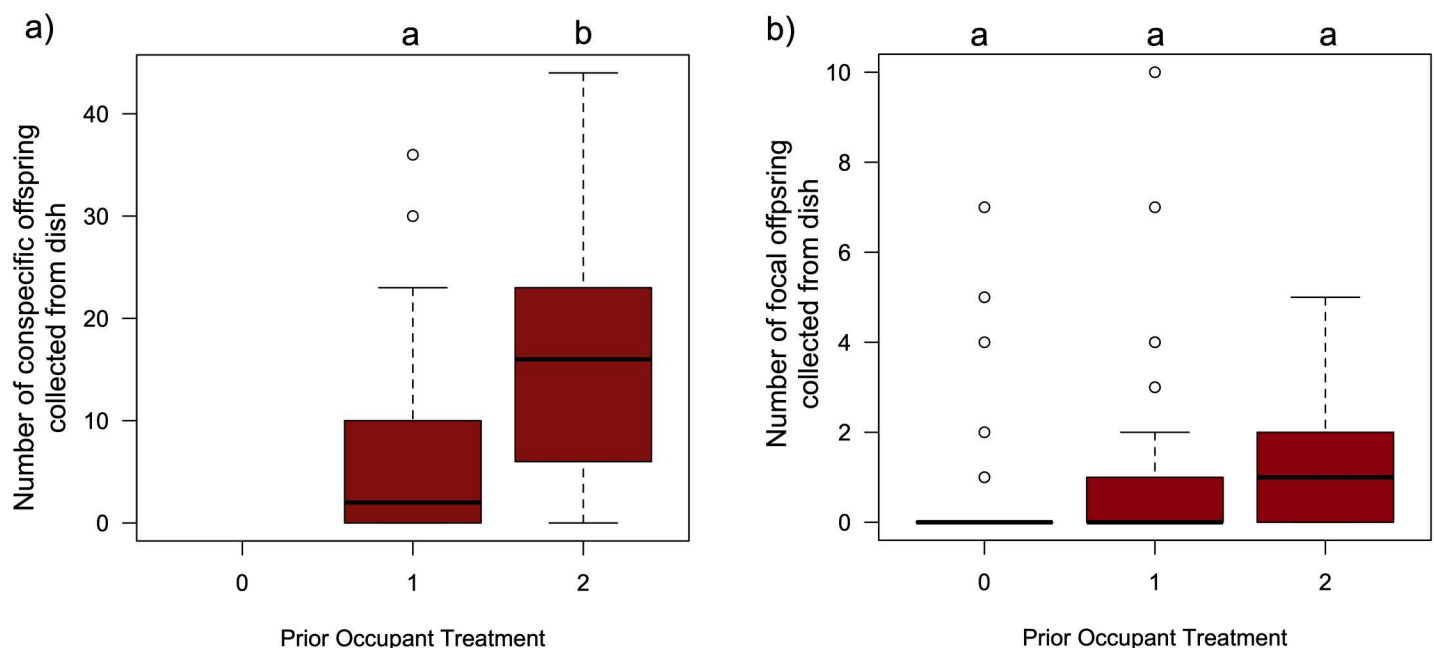 a)
a
b
Number of conspecific offspring
collected from dish
40
30
20
10
0
0
1
2
Prior Occupant Treatment
b)
a
a
a
Number of focal offpsring
collected from dish
10
8
6
4
2
0
0
1
2
Prior Occupant Treatment